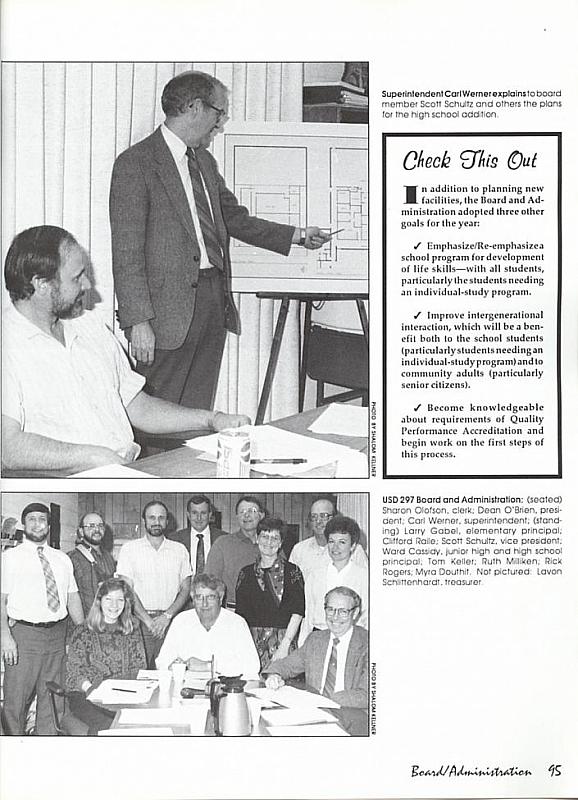 Superintendent Carl Werner explains to board
member Scott Schultz and others the plans
for the high school addition.
Check This Out
In addition to planning new
facilities, the Board and Ad-
ministration adopted three other
goals for the year:
✓ Emphasize/Re-emphasize a
school program for development
of life skills—with all students,
particularly the students needing
an individual-study program.
✓ Improve intergenerational
interaction, which will be a ben-
efit both to the school students
(particularly students needing an
individual-study program) and to
community adults (particularly
senior citizens).
✓ Become knowledgeable
about requirements of Quality
Performance Accreditation and
begin work on the first steps of
this process.
PHOTO BY SHALOM KELLNER
USD 297 Board and Administration: (seated)
Sharon Olofson, clerk; Dean O'Brien, presi-
dent; Carl Werner, superintendent; (stand-
ing) Larry Gabel, elementary principal;
Clifford Raile; Scott Schultz, vice president;
Ward Cassidy, junior high and high school
principal; Tom Keller; Ruth Milliken; Rick
Rogers; Myra Douthit. Not pictured: Lavon
Schlittenhardt, treasurer.
PHOTO BY SHALOM KELLNER
Board/Administration 95